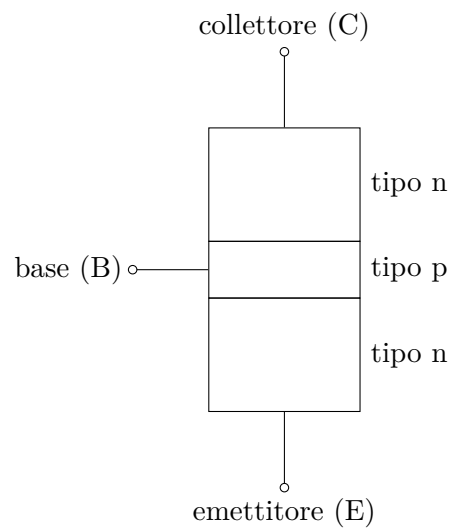 collettore (C)
tipo n
base (B)
tipo p
tipo n
emettitore (E)